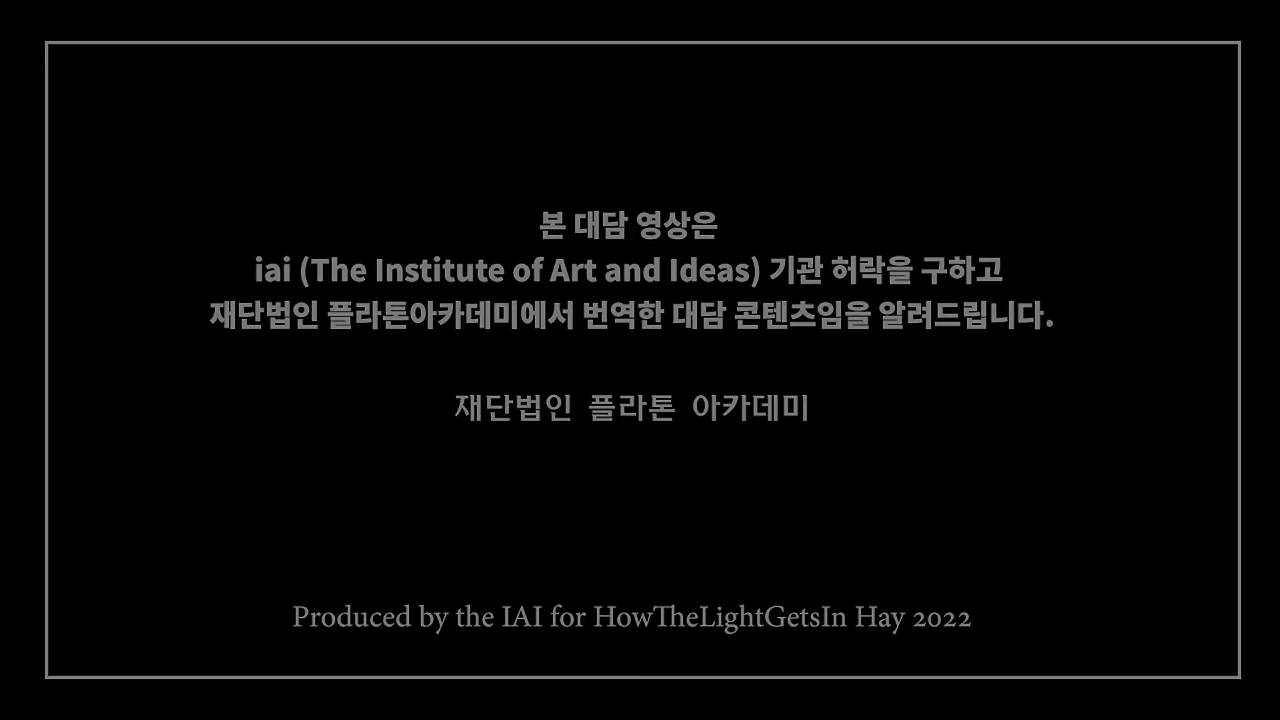 본 대담 영상은
iai (The Institute of Art and Ideas) 기관 허락을 구하고
재단법인 플라톤아카데미에서 번역한 대담 콘텐츠임을 알려드립니다.
재단법인 플라톤 아카데미
Produced by the IAI for HowTheLightGetsIn Hay 2022